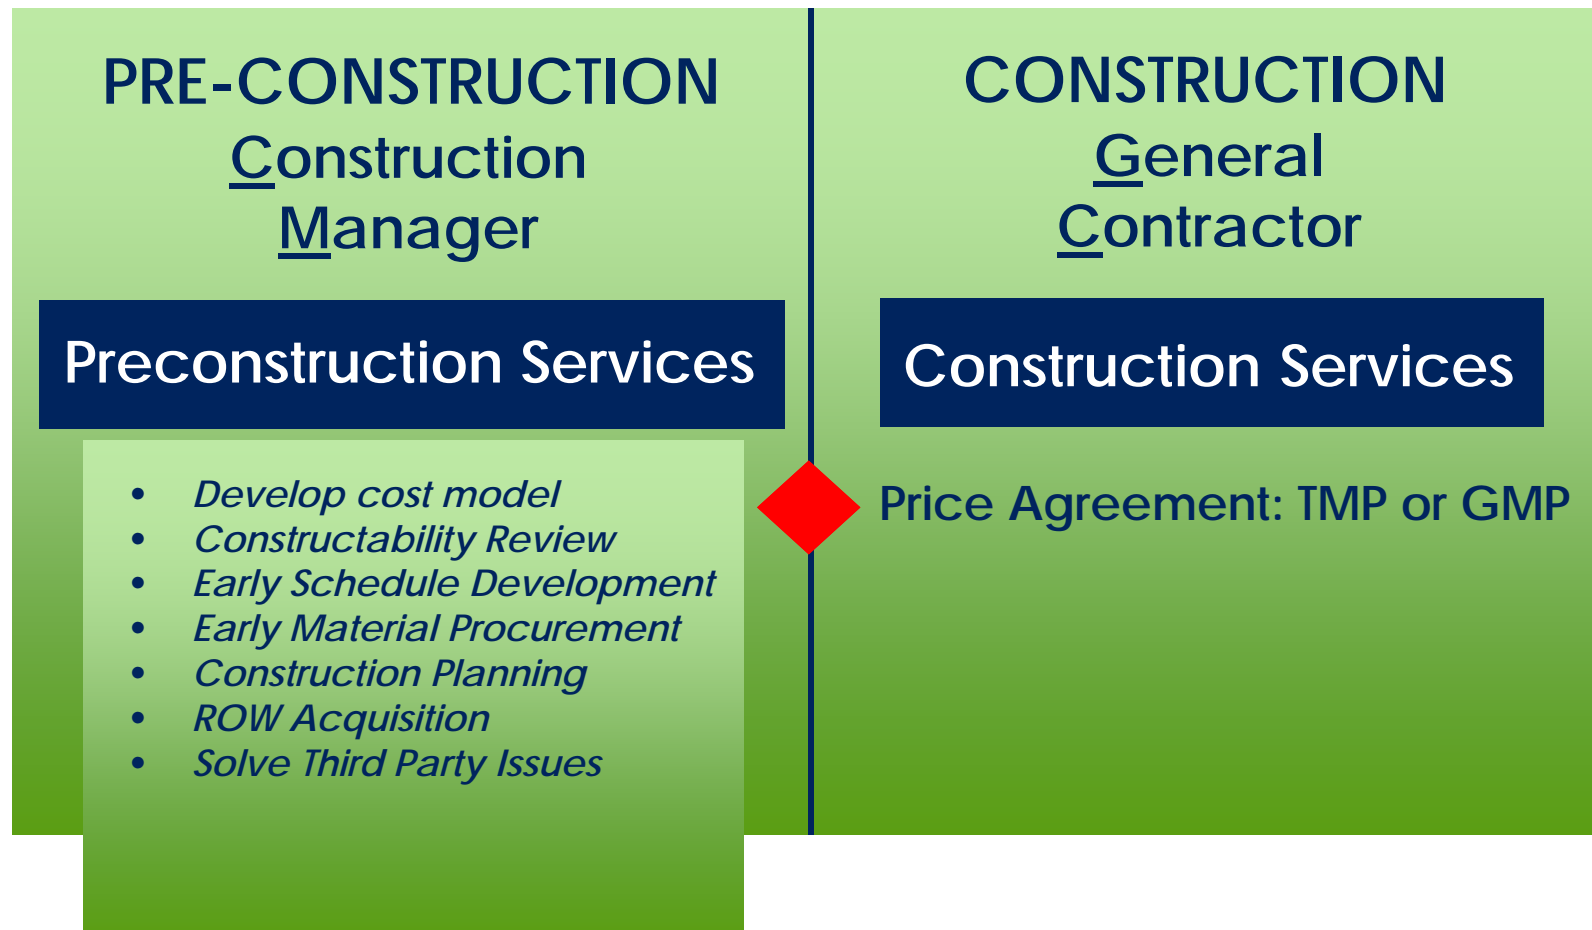 PRE-CONSTRUCTION
Construction
Manager
Preconstruction Services
• Develop cost model
• Constructability Review
• Early Schedule Development
• Early Material Procurement
• Construction Planning
• ROW Acquisition
• Solve Third Party Issues
CONSTRUCTION
General
Contractor
Construction Services
Price Agreement: TMP or GMP